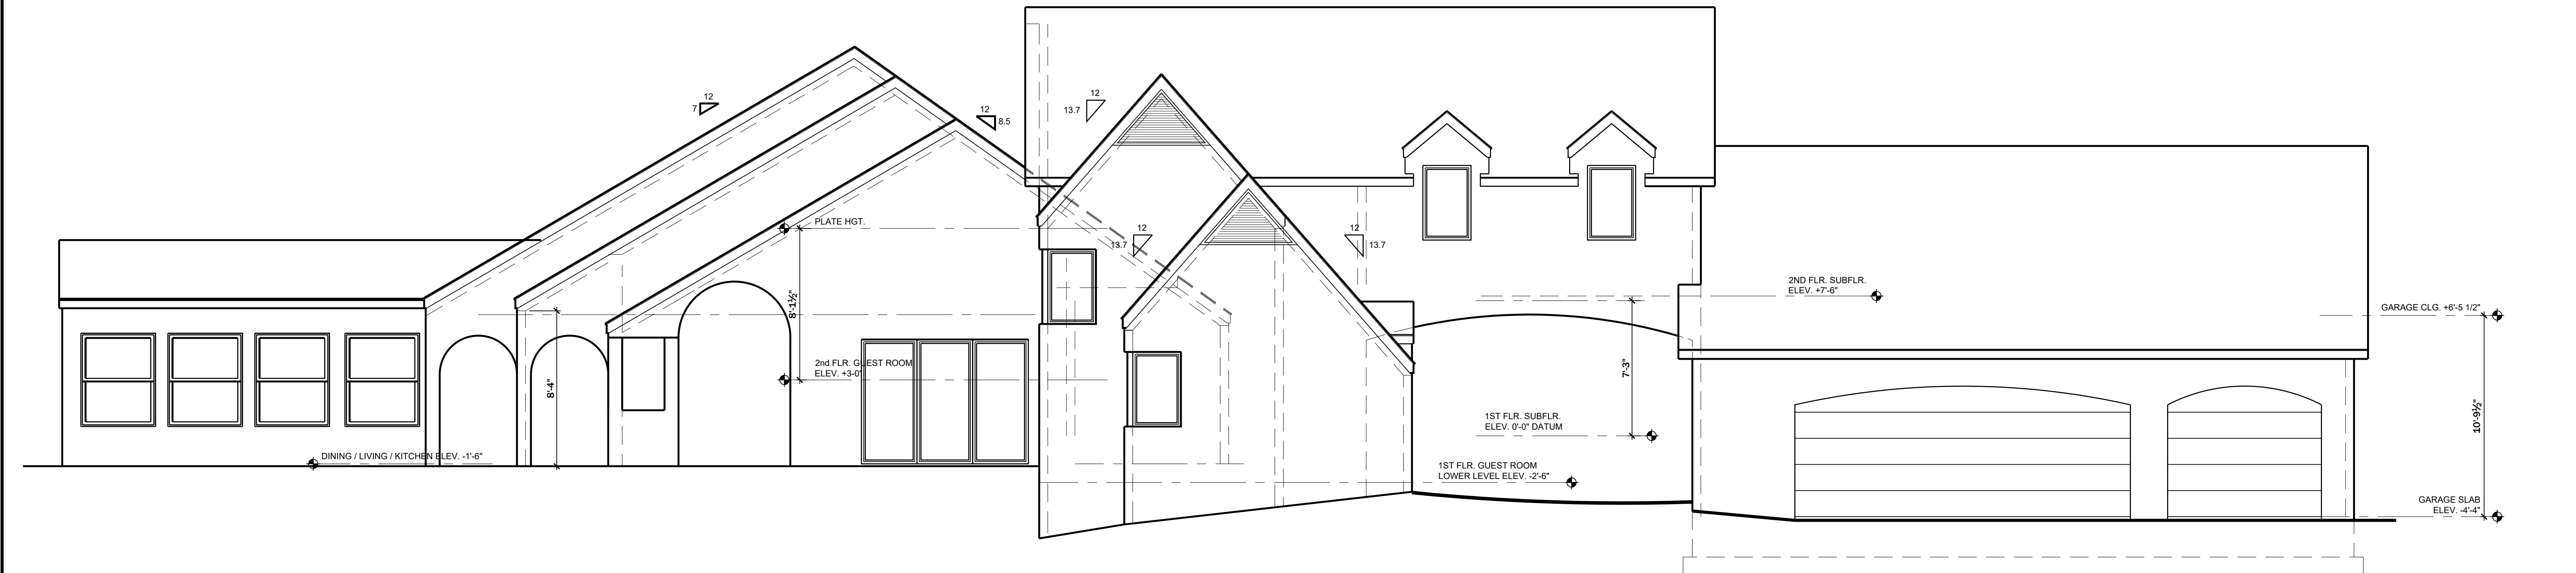 12
7
12
8.5
12
13.7
PLATE HGT.
8'-1½"
12
13.7
12
13.7
2ND FLR. SUBFLR.
ELEV. +7'-6"
GARAGE CLG. +6'-5 1/2"
2nd FLR. GUEST ROOM
ELEV. +3-0"
8'-4"
7'-3"
1ST FLR. SUBFLR.
ELEV. 0'-0" DATUM
10'-9½"
DINING / LIVING / KITCHEN ELEV. -1'-6"
1ST FLR. GUEST ROOM
LOWER LEVEL ELEV. -2'-6"
GARAGE SLAB
ELEV. -4'-4"